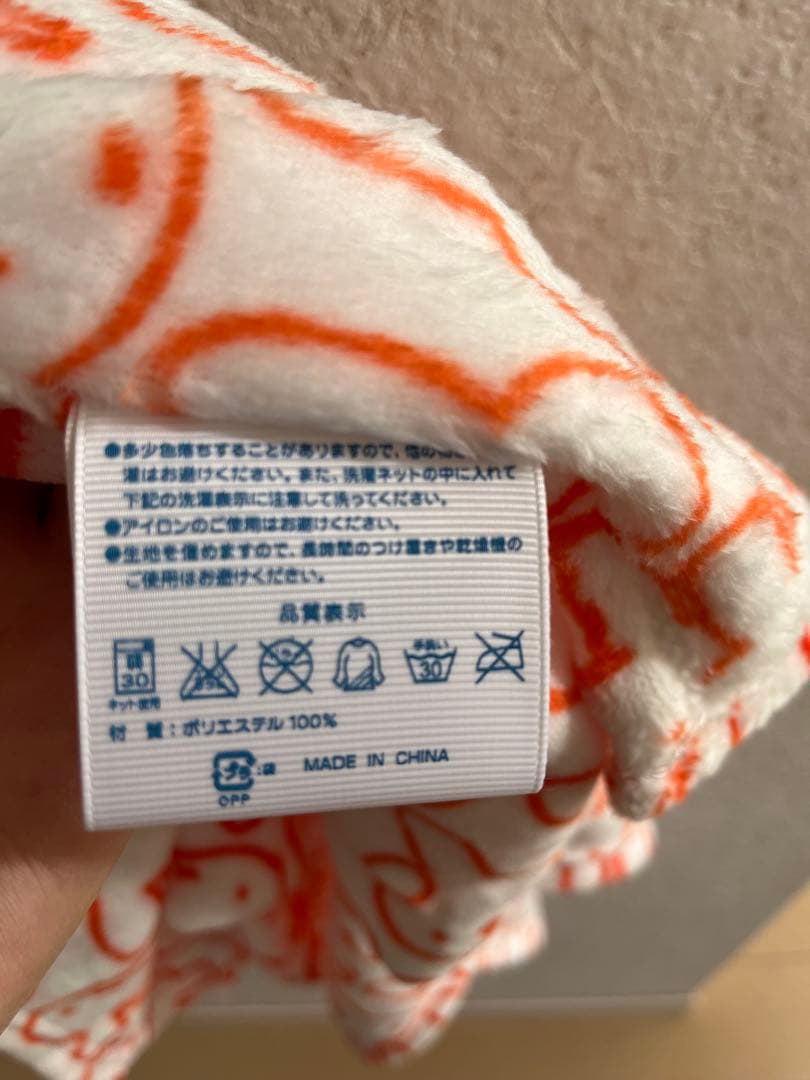 ●多少色落ちすることがありますので、他の
濯はお避けください。また、洗濯ネットの中に入れて
下記の洗濯表示に注意して洗ってください。
●アイロンのご使用はお避けください。
●生地を傷めますので、長時間のつけ置きや乾燥機の
ご使用はお避けください。
品質表示
弱 30 手洗い 30
ネット使用
材 質:ポリエステル100%
プラ :袋 MADE IN CHINA
OPP